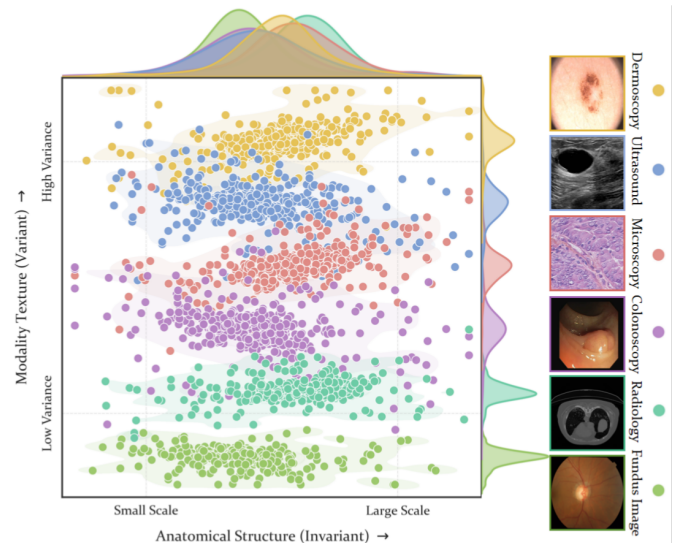 Modality Texture (Variant) →
High Variance
Low Variance
Small Scale
Large Scale
Anatomical Structure (Invariant) →
Dermoscopy
Ultrasound
Microscopy
Colonoscopy
Radiology
Fundus Image